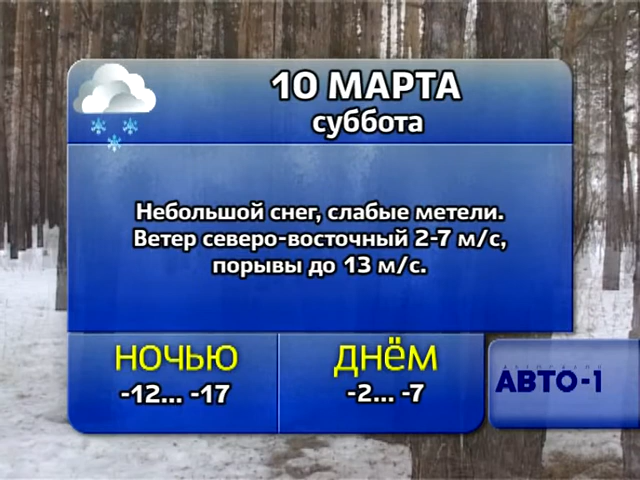 10 МАРТА
суббота
Небольшой снег, слабые метели.
Ветер северо-восточный 2-7 м/с,
порывы до 13 м/с.
НОЧЬЮ
-12... -17
ДНЁМ
-2... -7
АВТО-1